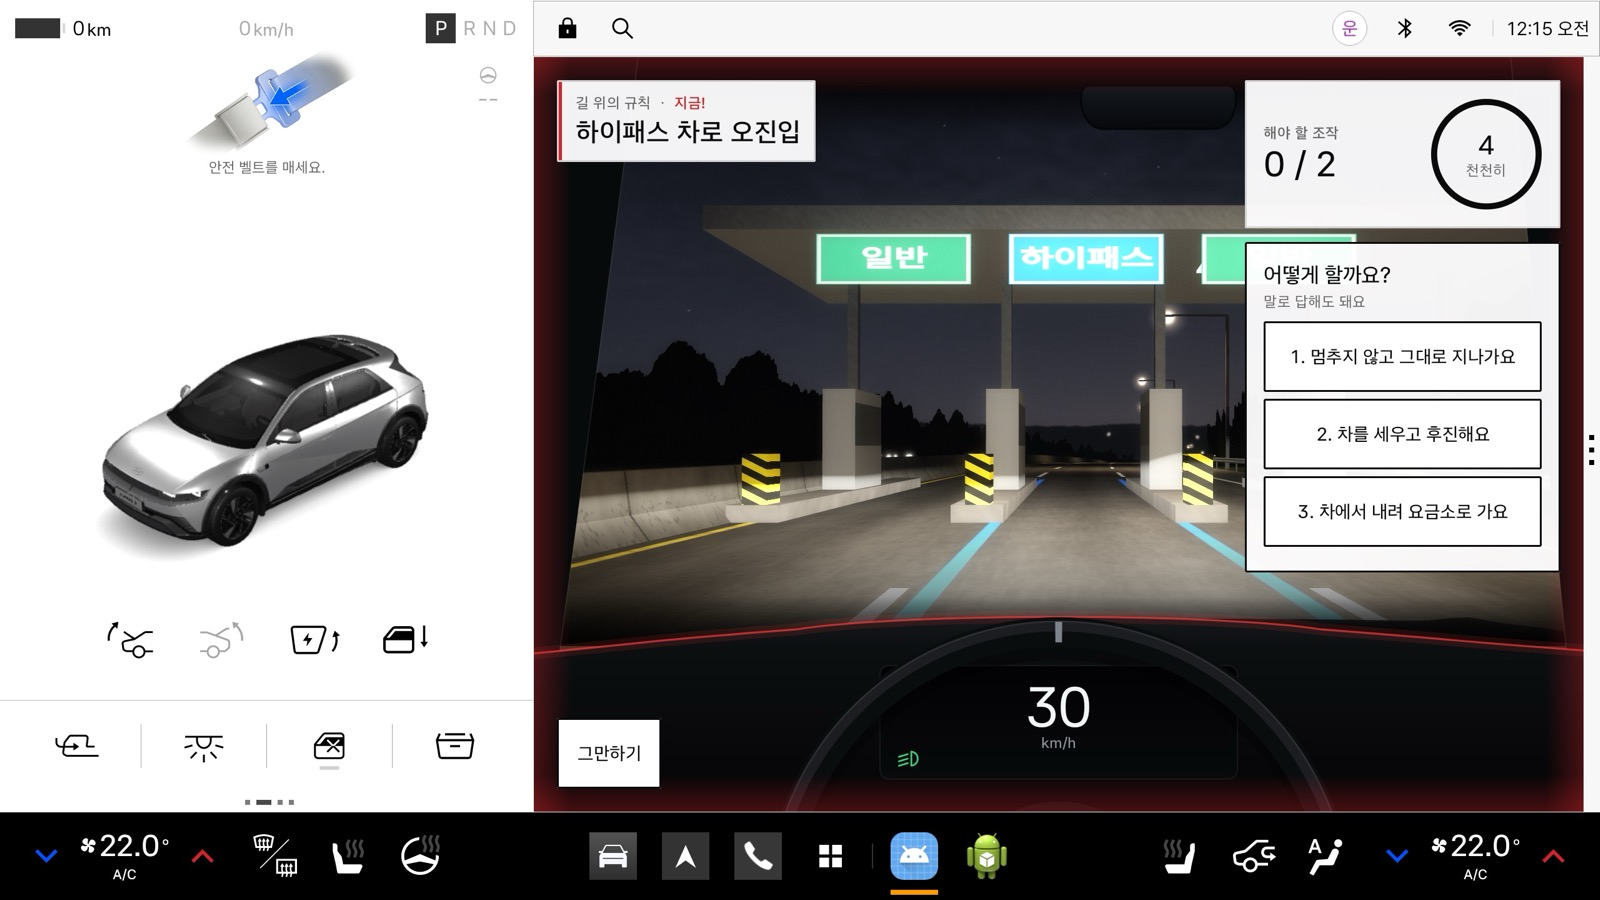 0 km
0 km/h
P R N D
운
12:15 오전
--
안전 벨트를 매세요.
길 위의 규칙 · 지금!
하이패스 차로 오진입
해야 할 조작
0 / 2
4
천천히
일반
하이패스
어떻게 할까요?
말로 답해도 돼요
1. 멈추지 않고 그대로 지나가요
2. 차를 세우고 후진해요
3. 차에서 내려 요금소로 가요
30
km/h
그만하기
22.0°
A/C
A
22.0°
A/C